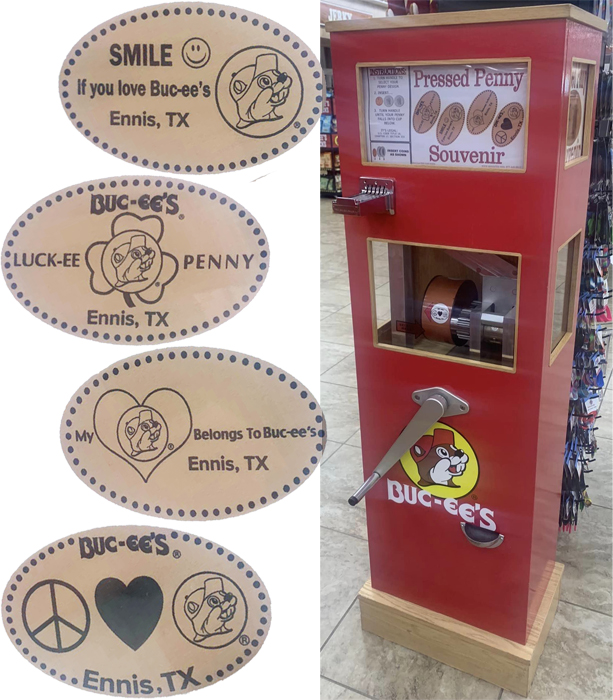 SMILE
If you love Buc-ee's
Ennis, TX
®
BUC-EE'S®
LUCK-EE PENNY
Ennis, TX
My Belongs To Buc-ee's
Ennis, TX
BUC-EE'S®
®
Ennis, TX
INSTRUCTIONS
Pressed Penny
Souvenir
BUC-EE'S